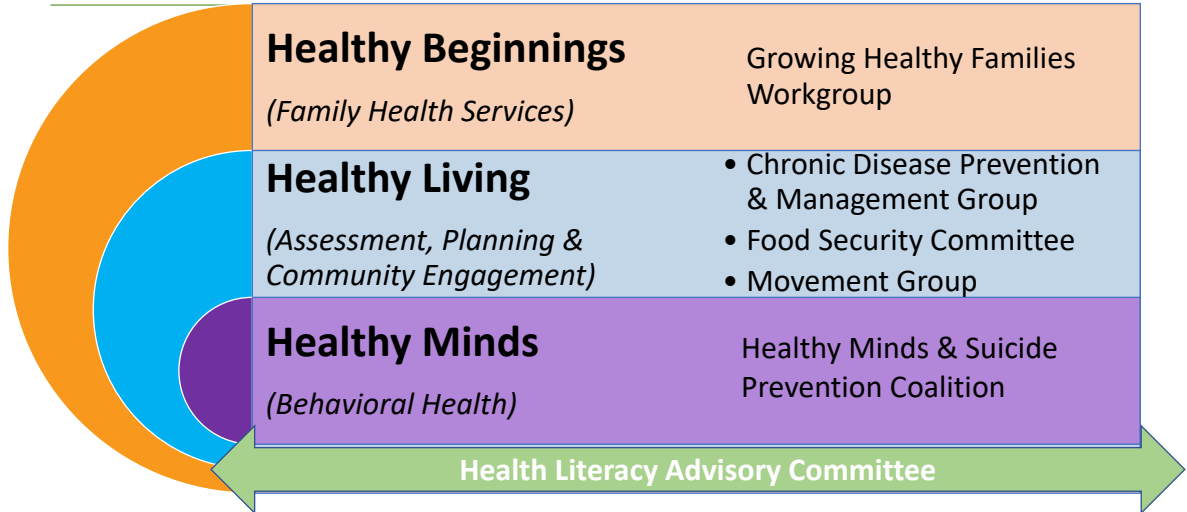 Healthy Beginnings
(Family Health Services)
Growing Healthy Families
Workgroup
Healthy Living
(Assessment, Planning &
Community Engagement)
• Chronic Disease Prevention
& Management Group
• Food Security Committee
• Movement Group
Healthy Minds
(Behavioral Health)
Healthy Minds & Suicide
Prevention Coalition
Health Literacy Advisory Committee